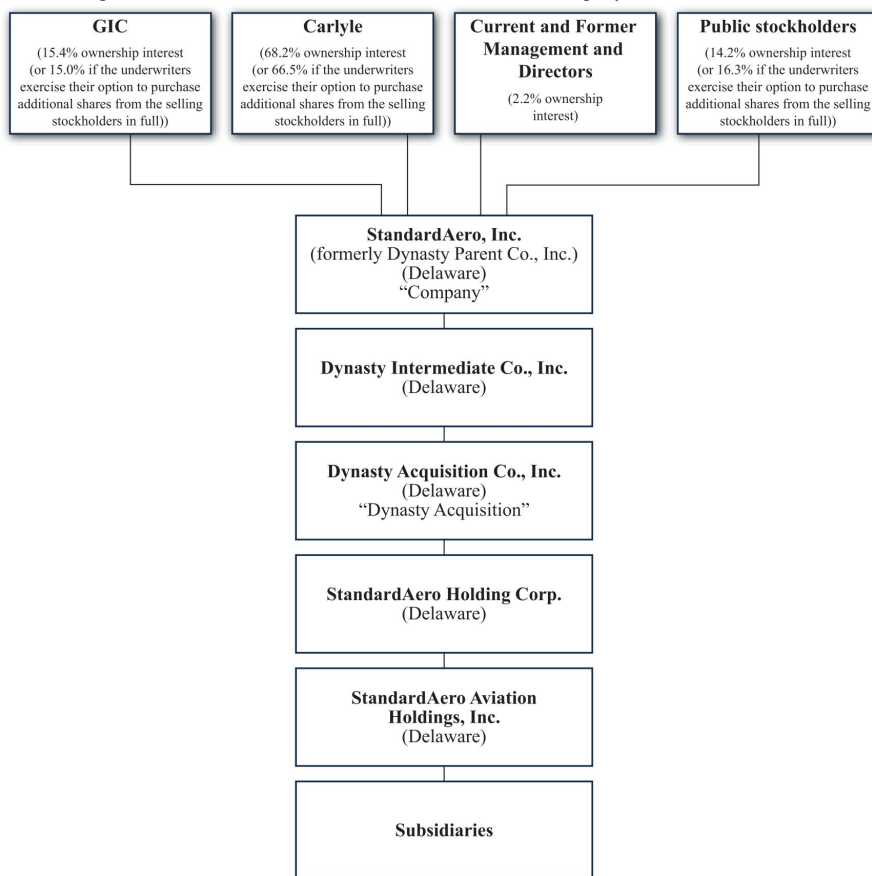 GIC
(15.4% ownership interest
(or 15.0% if the underwriters
exercise their option to purchase
additional shares from the selling
stockholders in full))
Carlyle
(68.2% ownership interest
(or 66.5% if the underwriters
exercise their option to purchase
additional shares from the selling
stockholders in full))
Current and Former
Management and
Directors
(2.2% ownership
interest)
Public stockholders
(14.2% ownership interest
(or 16.3% if the underwriters
exercise their option to purchase
additional shares from the selling
stockholders in full))
StandardAero, Inc.
(formerly Dynasty Parent Co., Inc.)
(Delaware)
“Company”
Dynasty Intermediate Co., Inc.
(Delaware)
Dynasty Acquisition Co., Inc.
(Delaware)
“Dynasty Acquisition”
StandardAero Holding Corp.
(Delaware)
StandardAero Aviation
Holdings, Inc.
(Delaware)
Subsidiaries